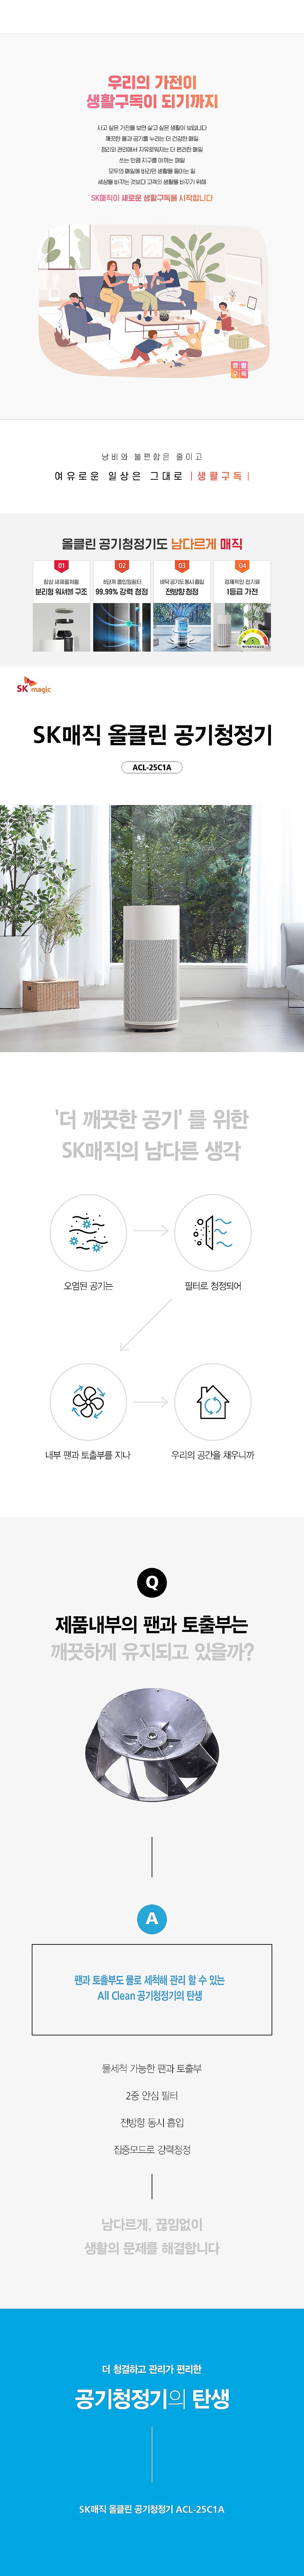 우리의 가전이
생활구독이 되기까지
사고 싶은 가전을 보면 살고 싶은 생활이 보입니다
깨끗한 물과 공기를 누리는 더 건강한 매일
정리와 관리에서 자유로워지는 더 편리한 매일
쓰는 만큼 지구를 아끼는 매일
모두의 매일에 바라던 생활을 들이는 일
세상을 바꾸는 것보다 고객의 생활을 바꾸기 위해
SK매직이 새로운 생활구독을 시작합니다
생활
구독
낭비와 불편함은 줄이고
여유로운 일상은 그대로 | 생활구독 |
올클린 공기청정기도 남다르게 매직
01
항상 새제품처럼
분리형 워셔블 구조
02
6단계 올인원필터
99.99% 강력 청정
03
바닥 공기도 동시 흡입
전방향 청정
04
경제적인 전기료
1등급 가전
SK magic
SK매직 올클린 공기청정기
ACL-25C1A
'더 깨끗한 공기' 를 위한
SK매직의 남다른 생각
오염된 공기는
필터로 청정되어
내부 팬과 토출부를 지나
우리의 공간을 채우니까
Q
제품내부의 팬과 토출부는
깨끗하게 유지되고 있을까?
A
팬과 토출부도 물로 세척해 관리 할 수 있는
All Clean 공기청정기의 탄생
물세척 가능한 팬과 토출부
2중 안심 필터
전방향 동시 흡입
집중모드로 강력청정
남다르게, 끊임없이
생활의 문제를 해결합니다
더 청결하고 관리가 편리한
공기청정기의 탄생
SK매직 올클린 공기청정기 ACL-25C1A